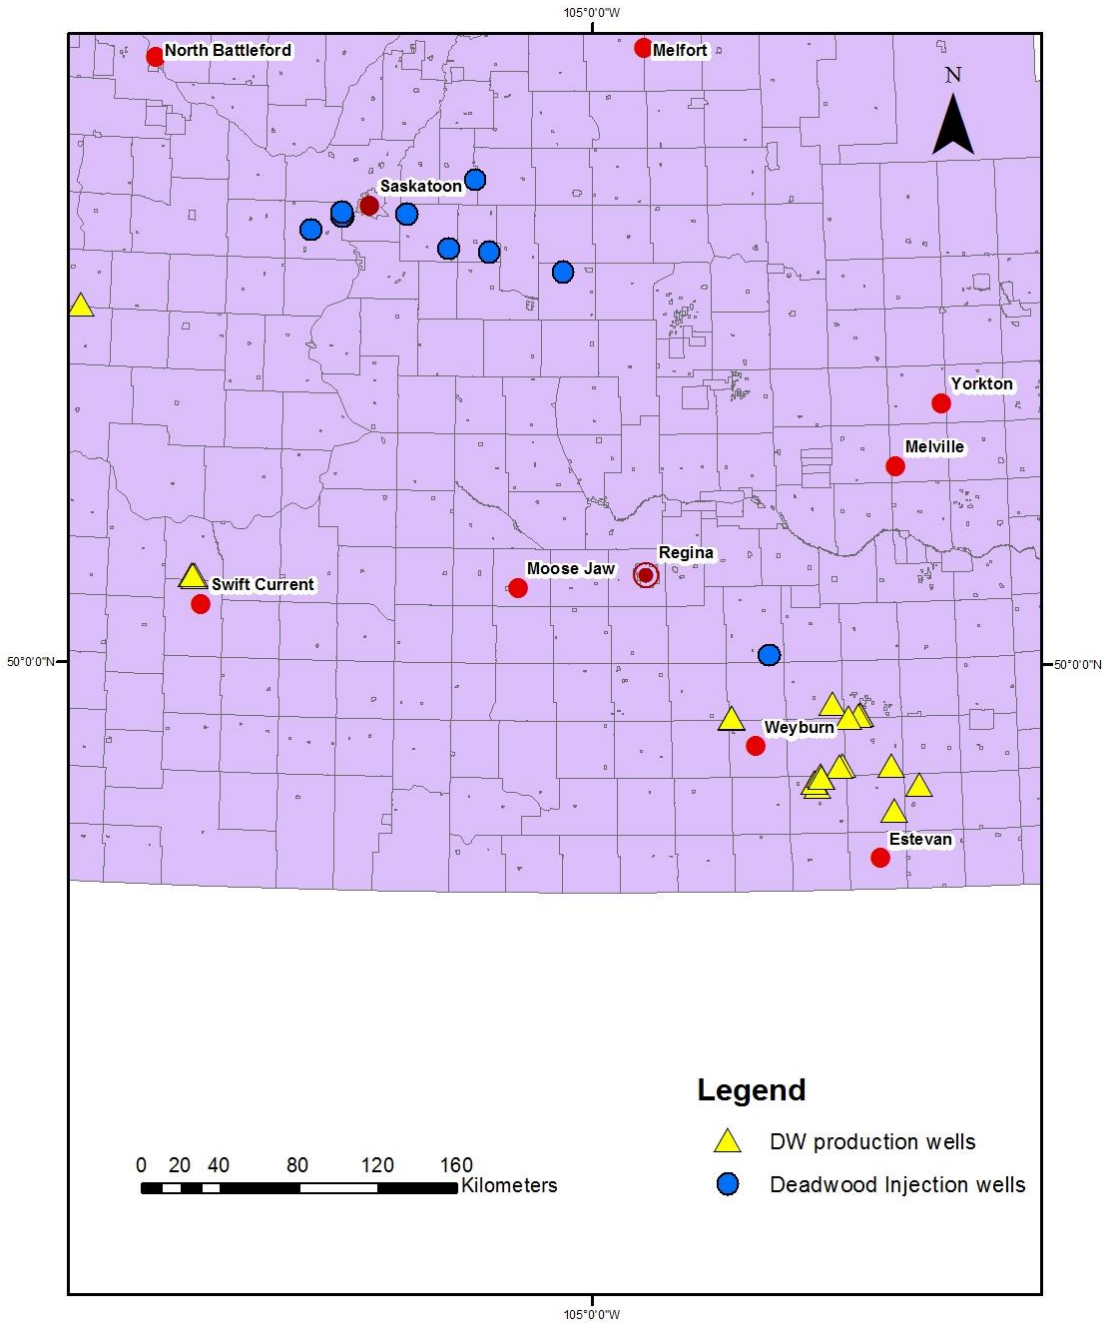 105°0'0"W
North Battleford
Melfort
N
Saskatoon
Yorkton
Melville
Regina
Moose Jaw
Swift Current
50°0'0"N
50°0'0"N
Weyburn
Estevan
Legend
DW production wells
0 20 40 80 120 160
Kilometers
Deadwood Injection wells
105°0'0"W